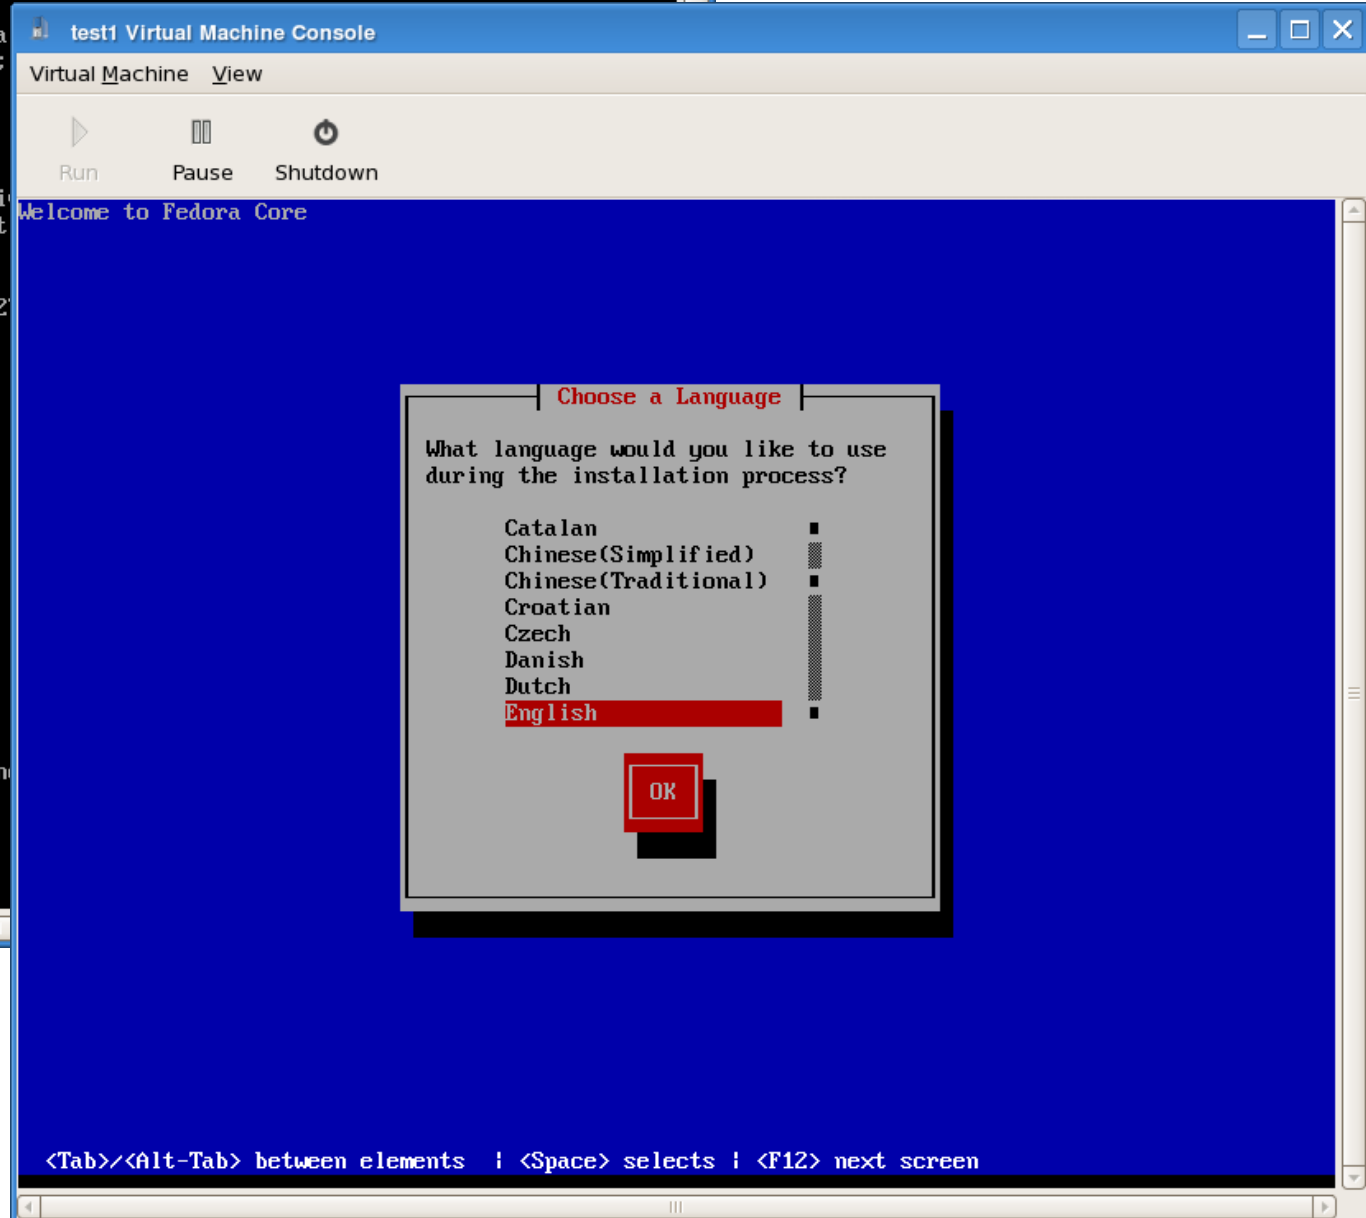 test1 Virtual Machine Console
Virtual Machine View
Run Pause Shutdown
Welcome to Fedora Core
Choose a Language
What language would you like to use
during the installation process?
Catalan
Chinese(Simplified)
Chinese(Traditional)
Croatian
Czech
Danish
Dutch
English
OK
<Tab>/<Alt-Tab> between elements | <Space> selects | <F12> next screen